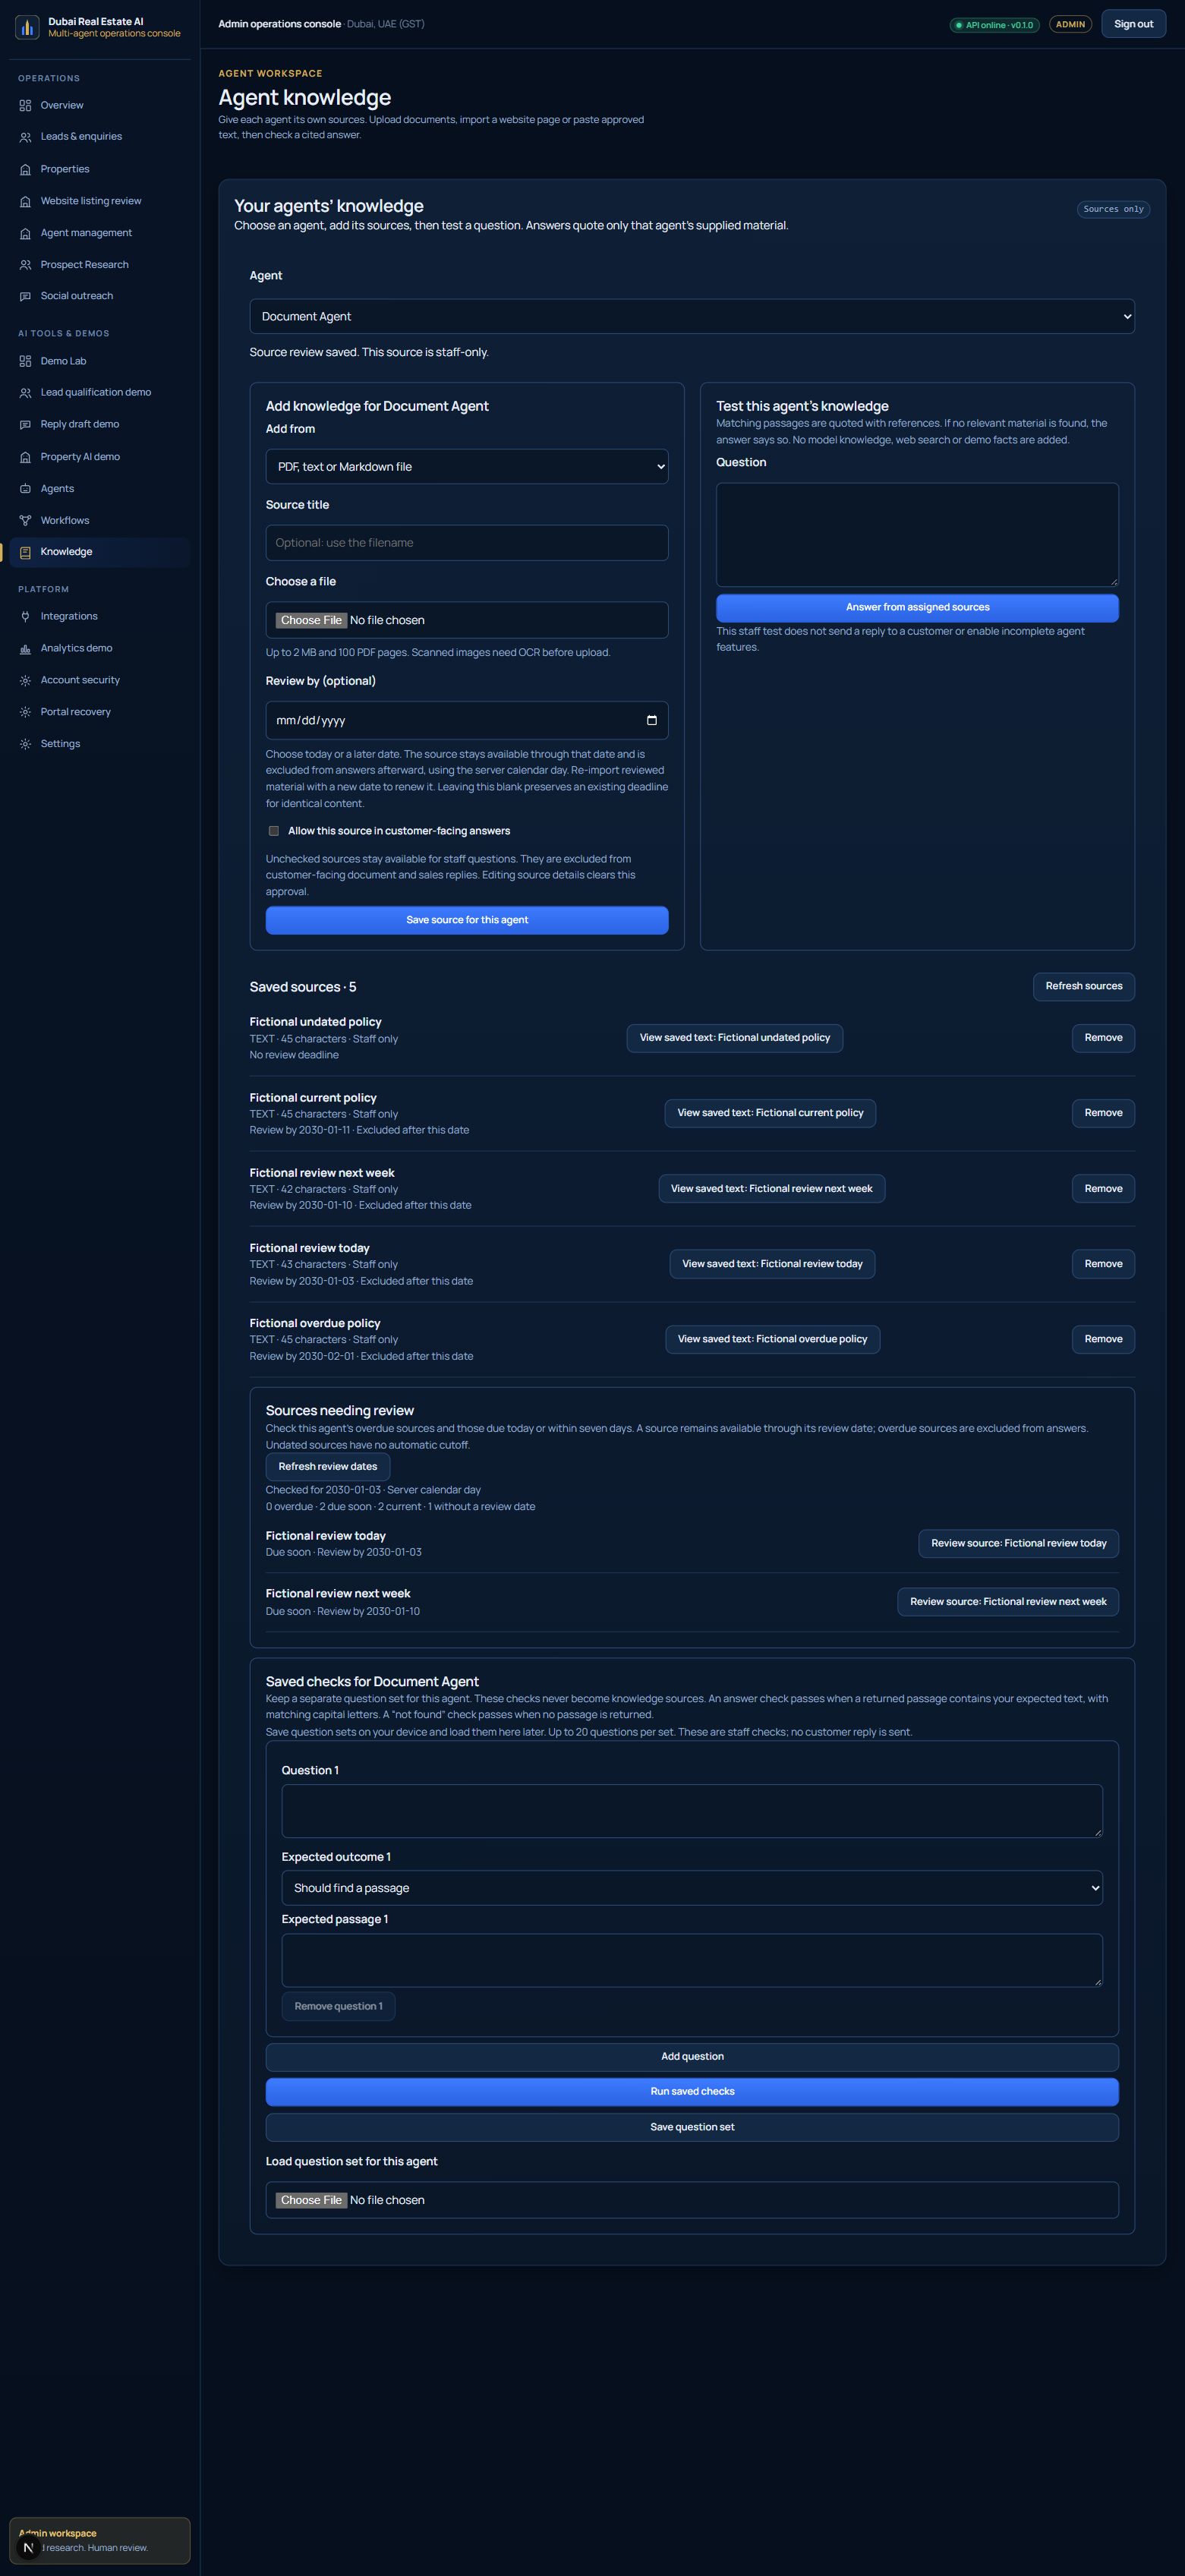 Dubai Real Estate AI
Multi-agent operations console
OPERATIONS
Overview
Leads & enquiries
Properties
Website listing review
Agent management
Prospect Research
Social outreach
AI TOOLS & DEMOS
Demo Lab
Lead qualification demo
Reply draft demo
Property AI demo
Agents
Workflows
Knowledge
PLATFORM
Integrations
Analytics demo
Account security
Portal recovery
Settings
Admin workspace
research. Human review.
N
Admin operations console · Dubai, UAE (GST)
API online · v0.1.0
ADMIN
Sign out
AGENT WORKSPACE
Agent knowledge
Give each agent its own sources. Upload documents, import a website page or paste approved
text, then check a cited answer.
Your agents’ knowledge
Sources only
Choose an agent, add its sources, then test a question. Answers quote only that agent’s supplied material.
Agent
Document Agent
Source review saved. This source is staff-only.
Add knowledge for Document Agent
Add from
PDF, text or Markdown file
Source title
Optional: use the filename
Choose a file
Choose File No file chosen
Up to 2 MB and 100 PDF pages. Scanned images need OCR before upload.
Review by (optional)
mm/dd/yyyy
Choose today or a later date. The source stays available through that date and is
excluded from answers afterward, using the server calendar day. Re-import reviewed
material with a new date to renew it. Leaving this blank preserves an existing deadline
for identical content.
Allow this source in customer-facing answers
Unchecked sources stay available for staff questions. They are excluded from
customer-facing document and sales replies. Editing source details clears this
approval.
Save source for this agent
Test this agent’s knowledge
Matching passages are quoted with references. If no relevant material is found, the
answer says so. No model knowledge, web search or demo facts are added.
Question
Answer from assigned sources
This staff test does not send a reply to a customer or enable incomplete agent
features.
Saved sources · 5
Refresh sources
Fictional undated policy
TEXT · 45 characters · Staff only
No review deadline
View saved text: Fictional undated policy
Remove
Fictional current policy
TEXT · 45 characters · Staff only
Review by 2030-01-11 · Excluded after this date
View saved text: Fictional current policy
Remove
Fictional review next week
TEXT · 42 characters · Staff only
Review by 2030-01-10 · Excluded after this date
View saved text: Fictional review next week
Remove
Fictional review today
TEXT · 43 characters · Staff only
Review by 2030-01-03 · Excluded after this date
View saved text: Fictional review today
Remove
Fictional overdue policy
TEXT · 45 characters · Staff only
Review by 2030-02-01 · Excluded after this date
View saved text: Fictional overdue policy
Remove
Sources needing review
Check this agent’s overdue sources and those due today or within seven days. A source remains available through its review date; overdue sources are excluded from answers.
Undated sources have no automatic cutoff.
Refresh review dates
Checked for 2030-01-03 · Server calendar day
0 overdue · 2 due soon · 2 current · 1 without a review date
Fictional review today
Due soon · Review by 2030-01-03
Review source: Fictional review today
Fictional review next week
Due soon · Review by 2030-01-10
Review source: Fictional review next week
Saved checks for Document Agent
Keep a separate question set for this agent. These checks never become knowledge sources. An answer check passes when a returned passage contains your expected text, with
matching capital letters. A “not found” check passes when no passage is returned.
Save question sets on your device and load them here later. Up to 20 questions per set. These are staff checks; no customer reply is sent.
Question 1
Expected outcome 1
Should find a passage
Expected passage 1
Remove question 1
Add question
Run saved checks
Save question set
Load question set for this agent
Choose File No file chosen